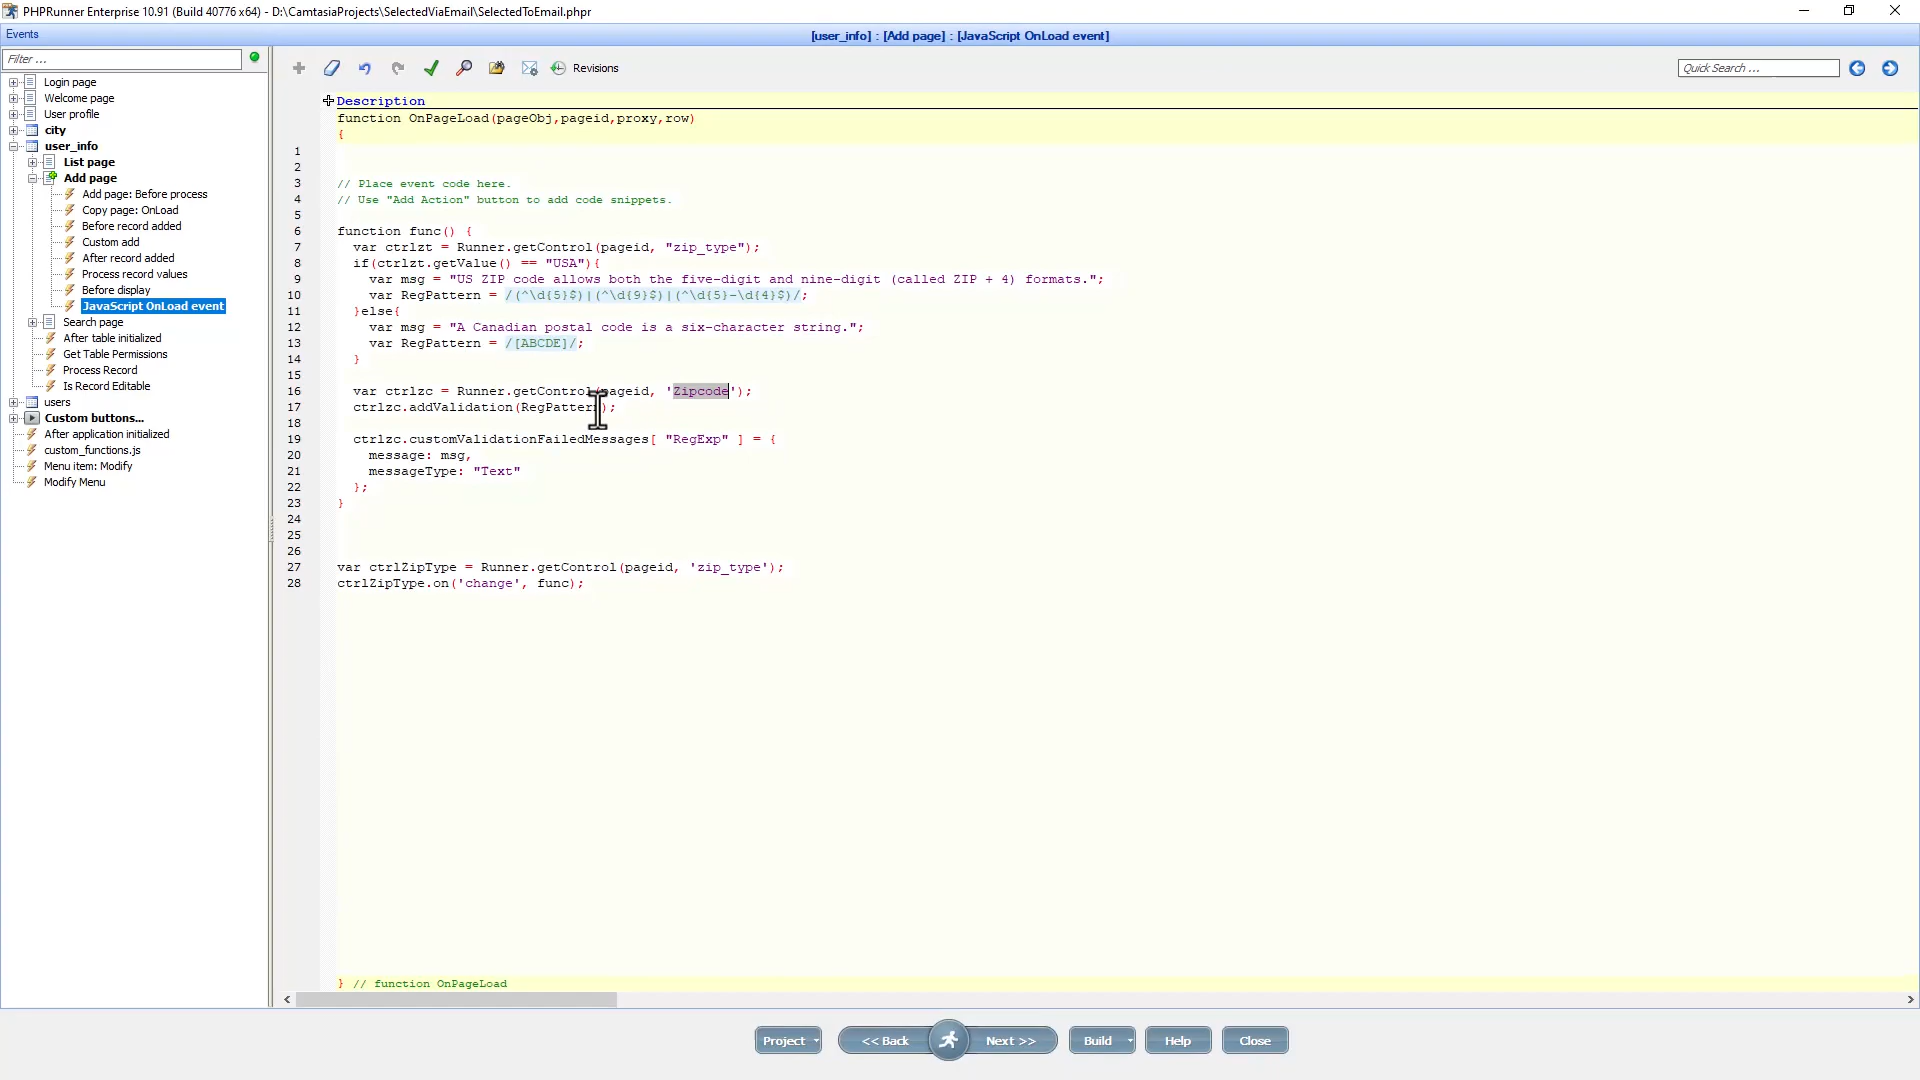 PHPRunner Enterprise 10.91 (Build 40776 x64) - D:\CamtasiaProjects\SelectedViaEmail\SelectedToEmail.phpr
Events
[user_info] : [Add page] : [JavaScript OnLoad event]
Filter ...
Login page
Welcome page
User profile
city
user_info
List page
Add page
Add page: Before process
Copy page: OnLoad
Before record added
Custom add
After record added
Process record values
Before display
JavaScript OnLoad event
Search page
After table initialized
Get Table Permissions
Process Record
Is Record Editable
users
Custom buttons...
After application initialized
custom_functions.js
Menu item: Modify
Modify Menu
Revisions
Quick Search ...
Description
function OnPageLoad(pageObj,pageid,proxy,row)
{
1
2
3 // Place event code here.
4 // Use "Add Action" button to add code snippets.
5
6 function func() {
7 var ctrlzt = Runner.getControl(pageid, "zip_type");
8 if(ctrlzt.getValue() == "USA"){
9 var msg = "US ZIP code allows both the five-digit and nine-digit (called ZIP + 4) formats.";
10 var RegPattern = /(^\d{5}$)|(^\d{9}$)|(^\d{5}-\d{4}$)/;
11 }else{
12 var msg = "A Canadian postal code is a six-character string.";
13 var RegPattern = /[ABCDE]/;
14 }
15
16 var ctrlzc = Runner.getControl(pageid, 'Zipcode');
17 ctrlzc.addValidation(RegPattern);
18
19 ctrlzc.customValidationFailedMessages[ "RegExp" ] = {
20 message: msg,
21 messageType: "Text"
22 };
23 }
24
25
26
27 var ctrlZipType = Runner.getControl(pageid, 'zip_type');
28 ctrlZipType.on('change', func);
} // function OnPageLoad
Project
<< Back
Next >>
Build
Help
Close